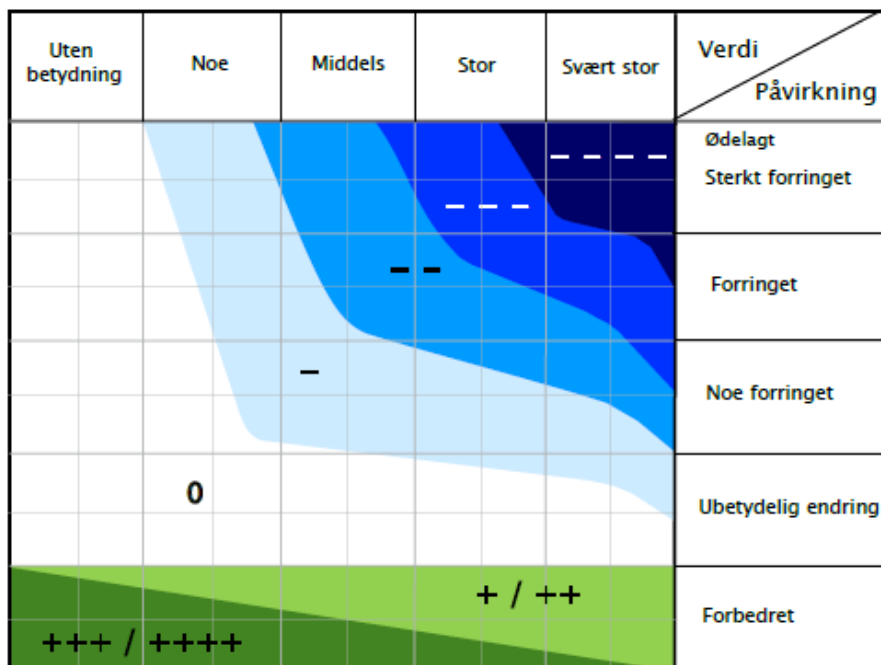 Uten
betydning
Noe
Middels
Stor
Svært stor
Verdi
Påvirkning
Ødelagt
Sterkt forringet
Forringet
Noe forringet
Ubetydelig endring
Forbedret
– – – –
– – –
– –
–
0
+ / ++
+++ / ++++